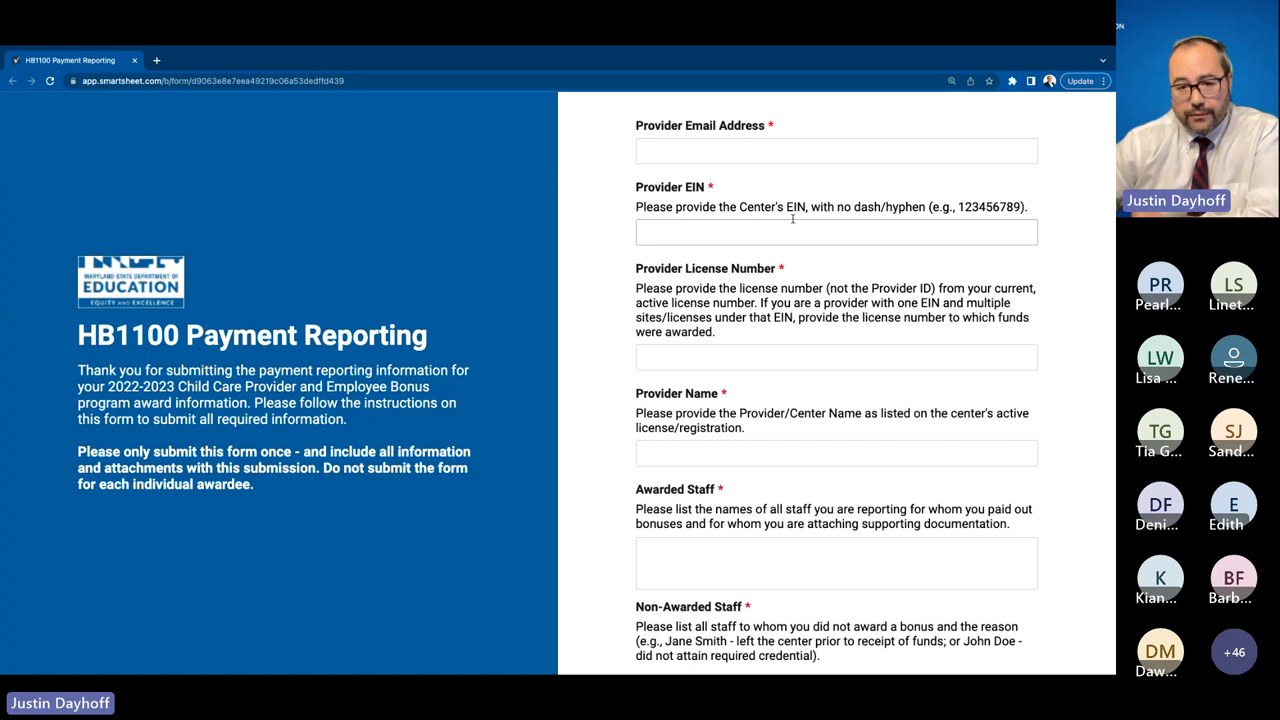 HB1100 Payment Reporting
app.smartsheet.com/b/form/d9063e8e7eea49219c06a53dedffd439
Update
MARYLAND STATE DEPARTMENT OF
EDUCATION
EQUITY AND EXCELLENCE
HB1100 Payment Reporting
Thank you for submitting the payment reporting information for
your 2022-2023 Child Care Provider and Employee Bonus
program award information. Please follow the instructions on
this form to submit all required information.
Please only submit this form once - and include all information
and attachments with this submission. Do not submit the form
for each individual awardee.
Provider Email Address *
Provider EIN *
Please provide the Center's EIN, with no dash/hyphen (e.g., 123456789).
Provider License Number *
Please provide the license number (not the Provider ID) from your current,
active license number. If you are a provider with one EIN and multiple
sites/licenses under that EIN, provide the license number to which funds
were awarded.
Provider Name *
Please provide the Provider/Center Name as listed on the center's active
license/registration.
Awarded Staff *
Please list the names of all staff you are reporting for whom you paid out
bonuses and for whom you are attaching supporting documentation.
Non-Awarded Staff *
Please list all staff to whom you did not award a bonus and the reason
(e.g., Jane Smith - left the center prior to receipt of funds; or John Doe -
did not attain required credential).
ON
Justin Dayhoff
PR
Pearl...
LS
Linet...
LW
Lisa ...
Rene...
TG
Tia G...
SJ
Sand...
DF
Deni...
E
Edith
K
Kian...
BF
Barb...
DM
Daw...
+46
Justin Dayhoff